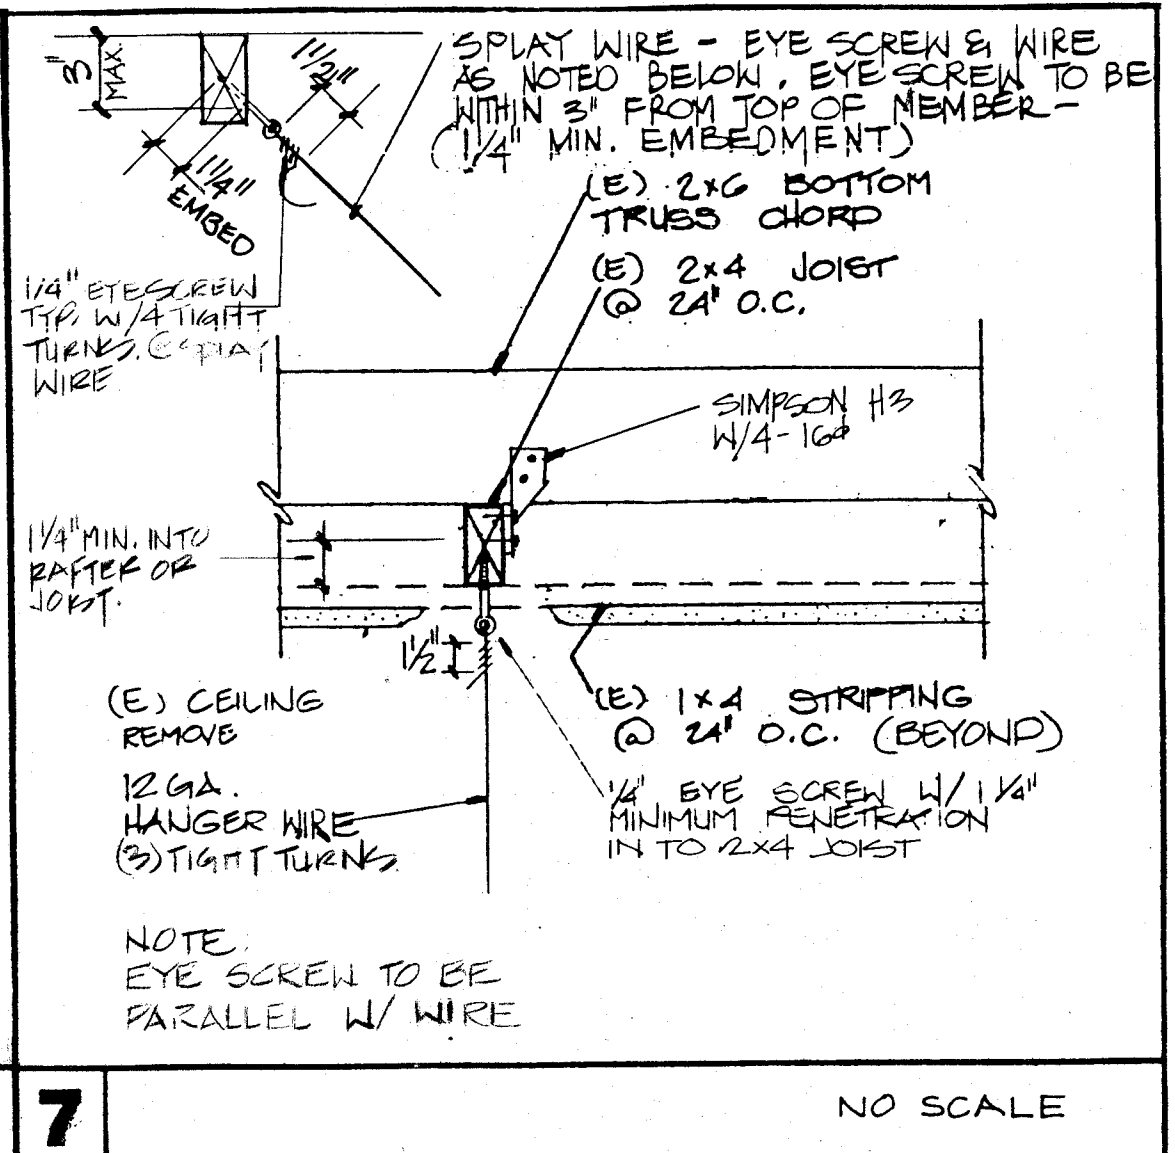 3" MAX.
1 1/2"
1 1/4" EMBED
SPLAY WIRE - EYE SCREW & WIRE
AS NOTED BELOW. EYE SCREW TO BE
WITHIN 3" FROM TOP OF MEMBER -
(1 1/4" MIN. EMBEDMENT)
(E) 2x6 BOTTOM
TRUSS CHORD
(E) 2x4 JOIST
@ 24" O.C.
1/4" EYESCREW
TYP. W/4 TIGHT
TURNS. @ SPLAY
WIRE
SIMPSON H3
W/4-16d
1 1/4" MIN. INTO
RAFTER OR
JOIST.
1 1/2"
(E) CEILING
REMOVE
(E) 1x4 STRIPPING
@ 24" O.C. (BEYOND)
12 GA.
HANGER WIRE
(3) TIGHT TURNS
1/4" EYE SCREW W/ 1 1/4"
MINIMUM PENETRATION
IN TO 2x4 JOIST
NOTE:
EYE SCREW TO BE
PARALLEL W/ WIRE
7
NO SCALE